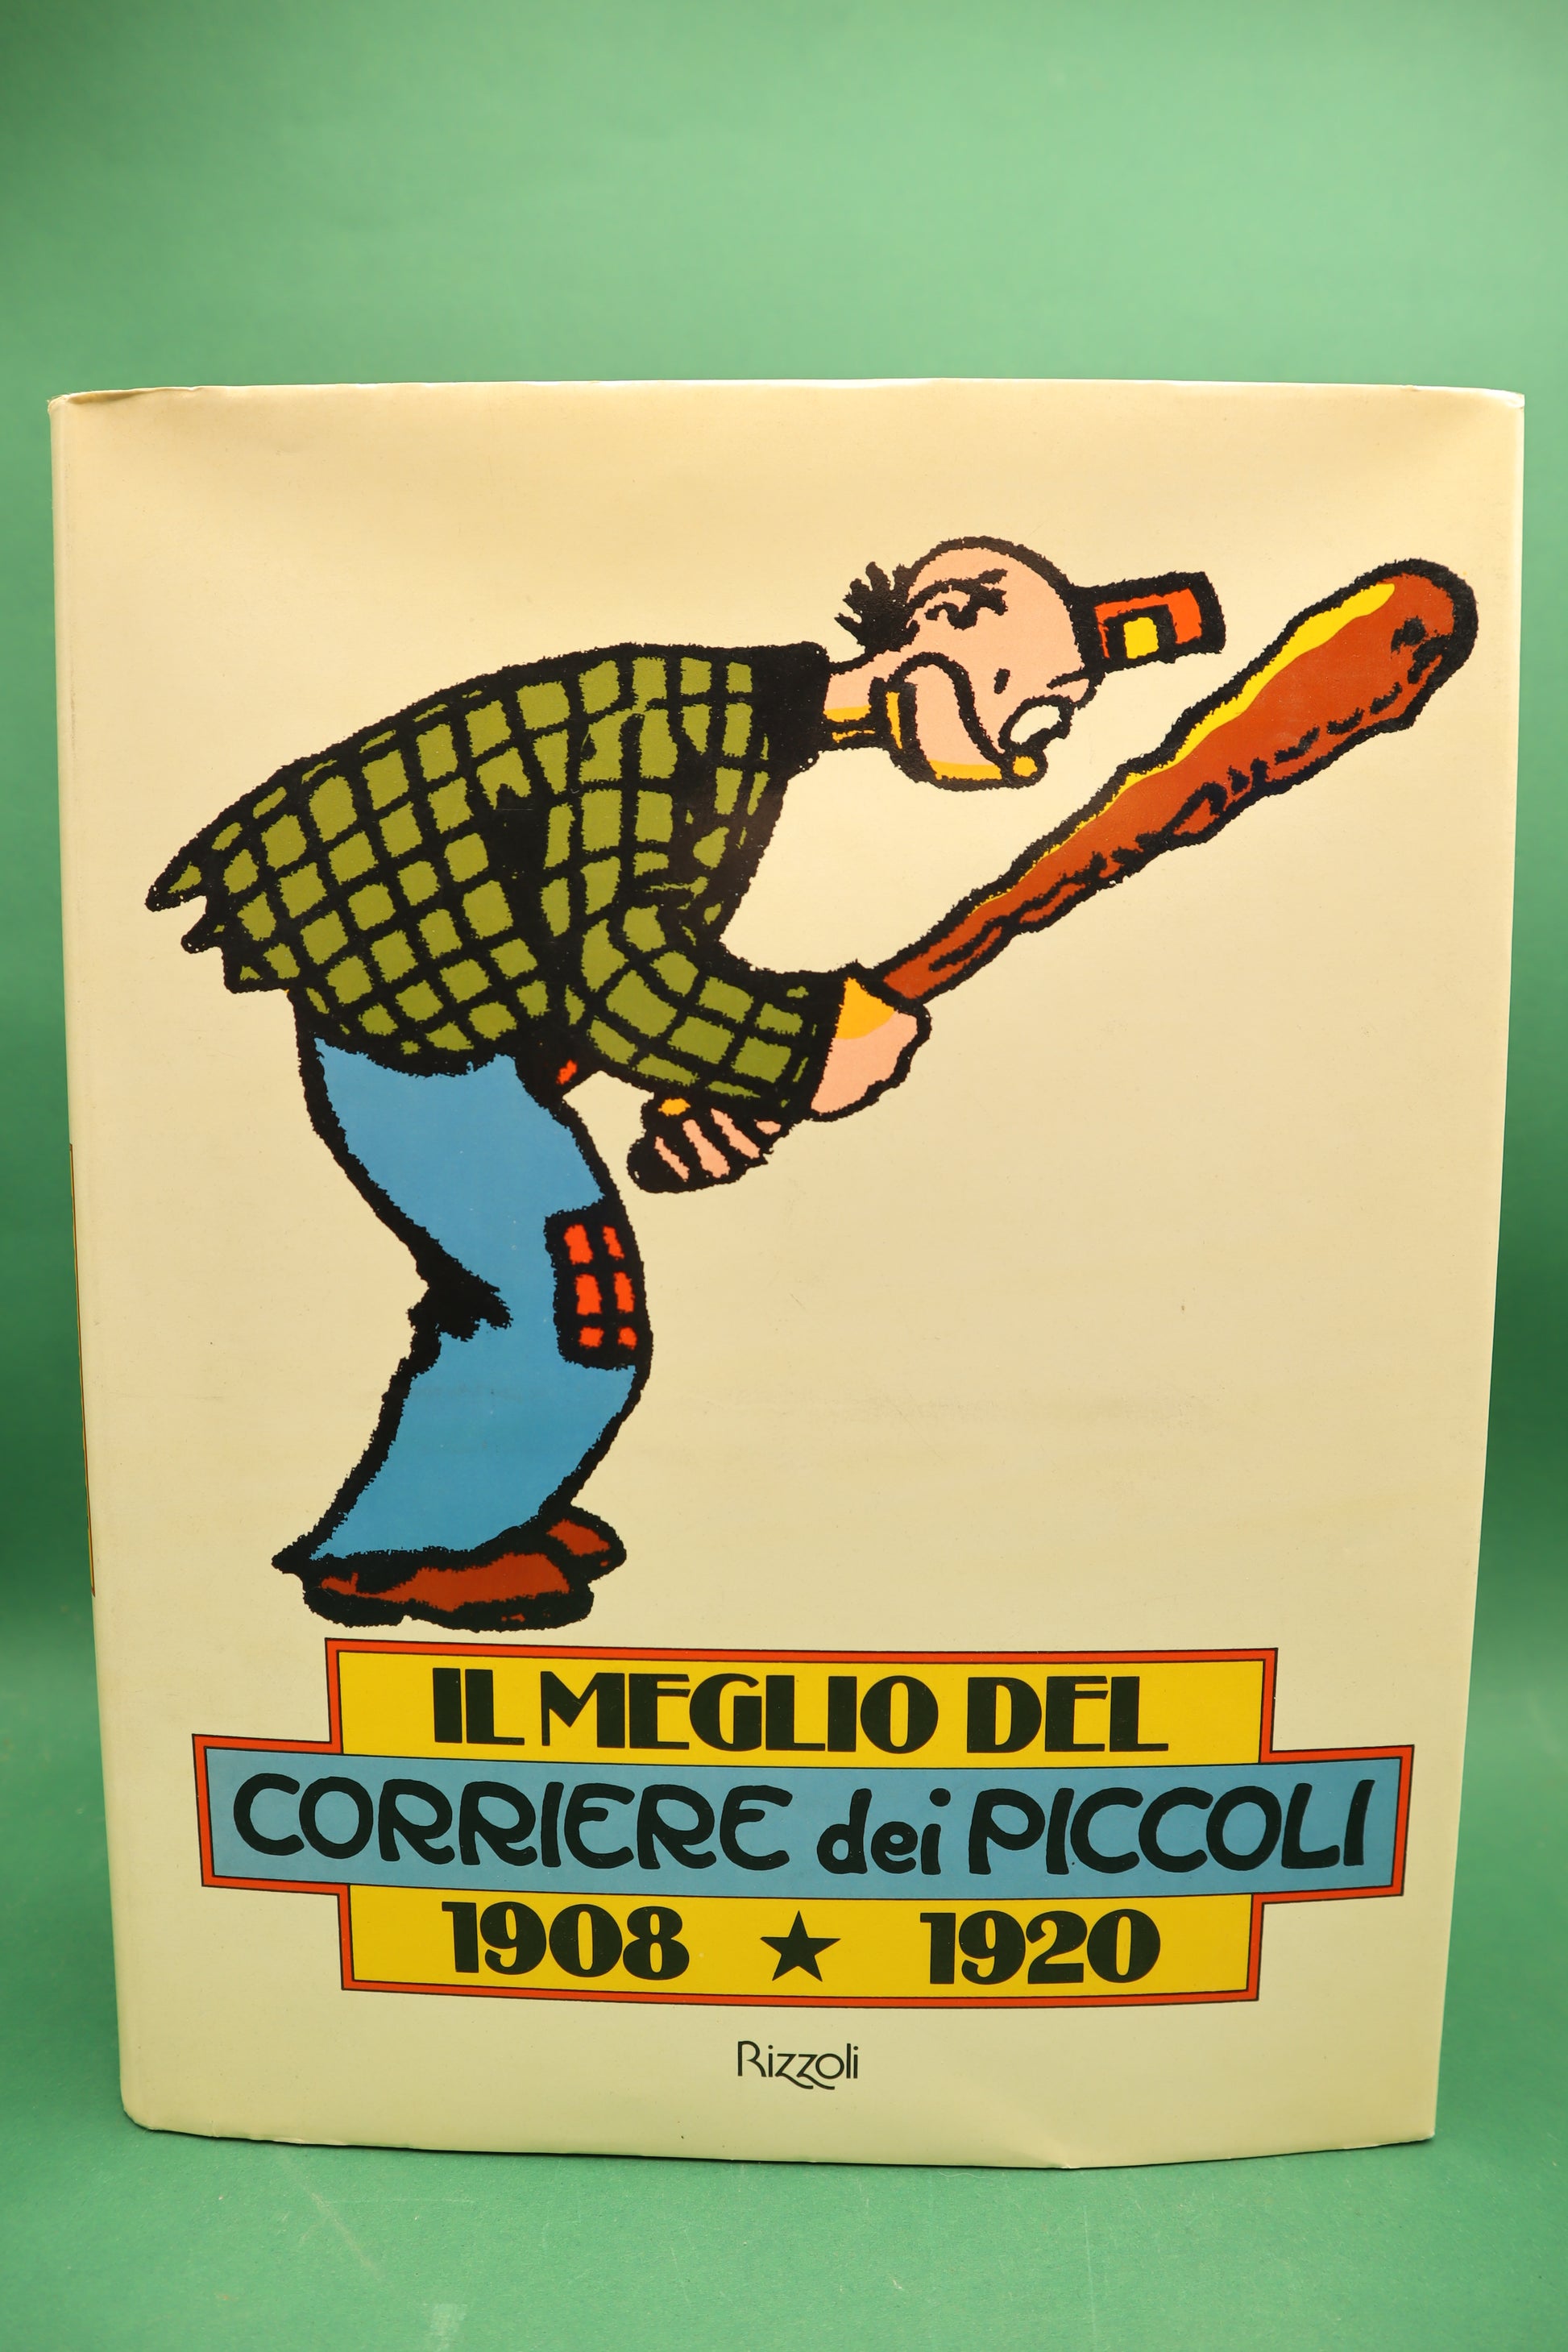 IL MEGLIO DEL
CORRIERE dei PICCOLI
1908 ★ 1920
Rizzoli